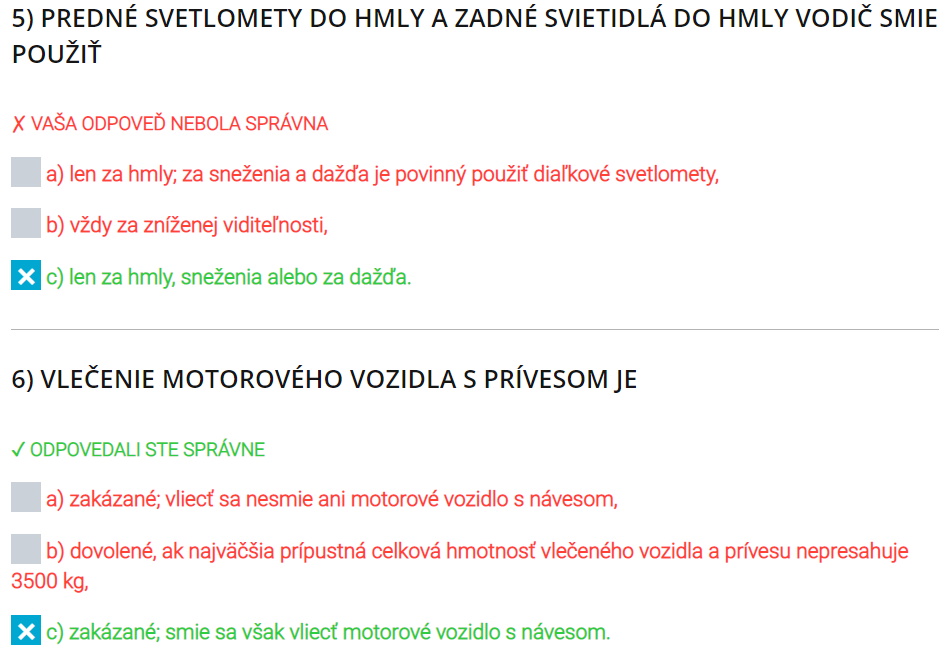 5) PREDNÉ SVETLOMETY DO HMLY A ZADNÉ SVIETIDLÁ DO HMLY VODIČ SMIE
POUŽIŤ
✗ VAŠA ODPOVEĎ NEBOLA SPRÁVNA
a) len za hmly; za sneženia a dažďa je povinný použiť diaľkové svetlomety,
b) vždy za zníženej viditeľnosti,
c) len za hmly, sneženia alebo za dažďa.
6) VLEČENIE MOTOROVÉHO VOZIDLA S PRÍVESOM JE
✓ ODPOVEDALI STE SPRÁVNE
a) zakázané; vliecť sa nesmie ani motorové vozidlo s návesom,
b) dovolené, ak najväčšia prípustná celková hmotnosť vlečeného vozidla a prívesu nepresahuje
3500 kg,
c) zakázané; smie sa však vliecť motorové vozidlo s návesom.